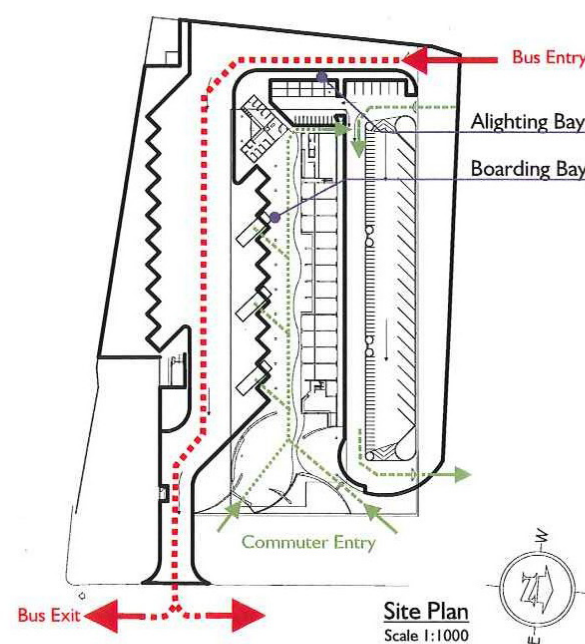 Bus Entry
Alighting Bay
Boarding Bay
Commuter Entry
Bus Exit
Site Plan
Scale 1:1000
W
N
E